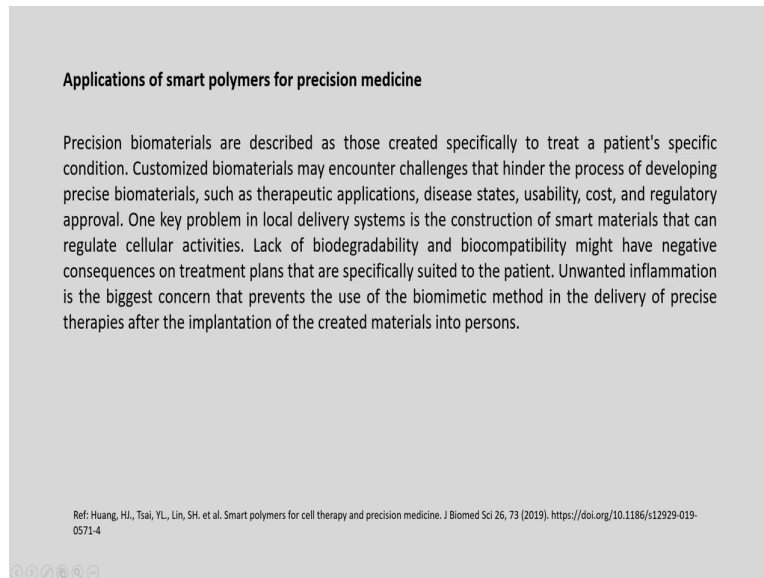 Applications of smart polymers for precision medicine
Precision biomaterials are described as those created specifically to treat a patient's specific
condition. Customized biomaterials may encounter challenges that hinder the process of developing
precise biomaterials, such as therapeutic applications, disease states, usability, cost, and regulatory
approval. One key problem in local delivery systems is the construction of smart materials that can
regulate cellular activities. Lack of biodegradability and biocompatibility might have negative
consequences on treatment plans that are specifically suited to the patient. Unwanted inflammation
is the biggest concern that prevents the use of the biomimetic method in the delivery of precise
therapies after the implantation of the created materials into persons.
Ref: Huang, HJ., Tsai, YL., Lin, SH. et al. Smart polymers for cell therapy and precision medicine. J Biomed Sci 26, 73 (2019). https://doi.org/10.1186/s12929-019-
0571-4